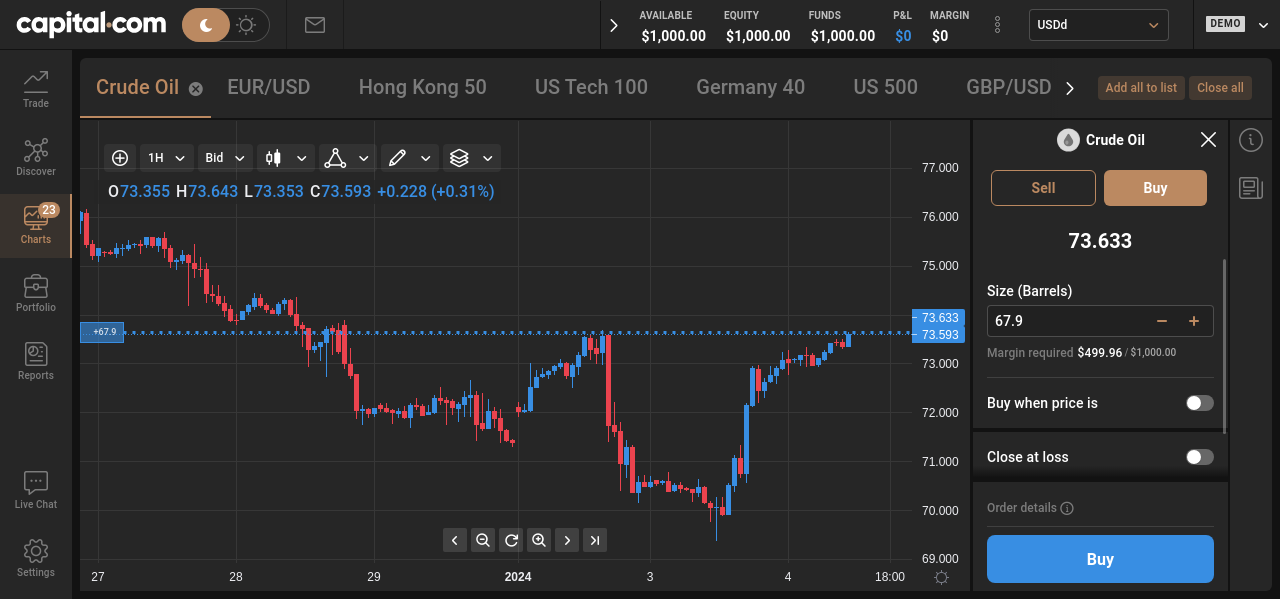 capital.com
AVAILABLE EQUITY FUNDS P&L MARGIN
$1,000.00 $1,000.00 $1,000.00 $0 $0
USDd
DEMO
Trade
Discover
23
Charts
Portfolio
Reports
Live Chat
Settings
Crude Oil EUR/USD Hong Kong 50 US Tech 100 Germany 40 US 500 GBP/USD
Add all to list Close all
1H Bid
O73.355 H73.643 L73.353 C73.593 +0.228 (+0.31%)
+67.9
77.000
76.000
75.000
73.633
73.593
73.000
72.000
71.000
70.000
69.000
27 28 29 2024 3 4 18:00
Crude Oil
Sell Buy
73.633
Size (Barrels)
67.9
Margin required $499.96 / $1,000.00
Buy when price is
Close at loss
Order details
Buy